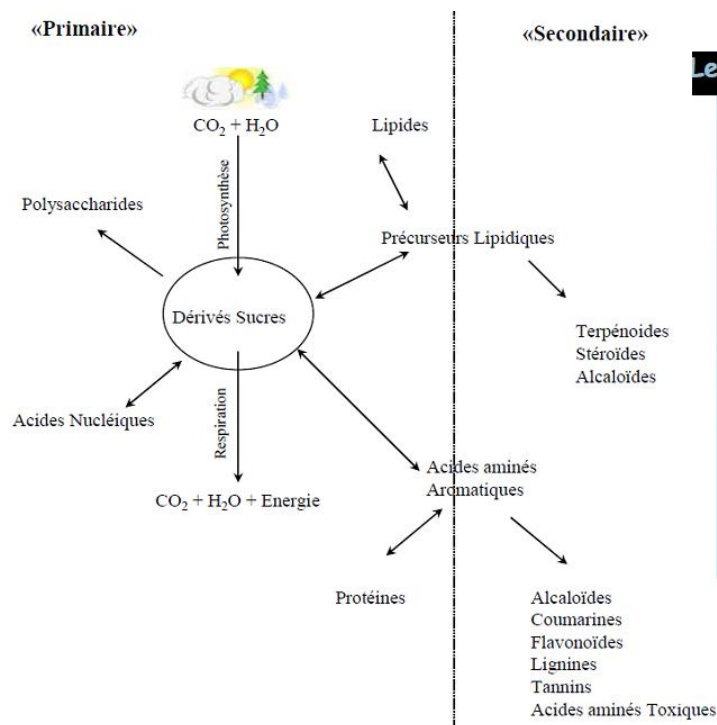 «Primaire»
«Secondaire»
Le
CO₂ + H₂O
Lipides
Photosynthèse
Polysaccharides
Précurseurs Lipidiques
Dérivés Sucres
Terpénoides
Stéroïdes
Alcaloïdes
Acides Nucléiques
Respiration
Acides aminés
Aromatiques
CO₂ + H₂O + Energie
Protéines
Alcaloïdes
Coumarines
Flavonoïdes
Lignines
Tannins
Acides aminés Toxiques